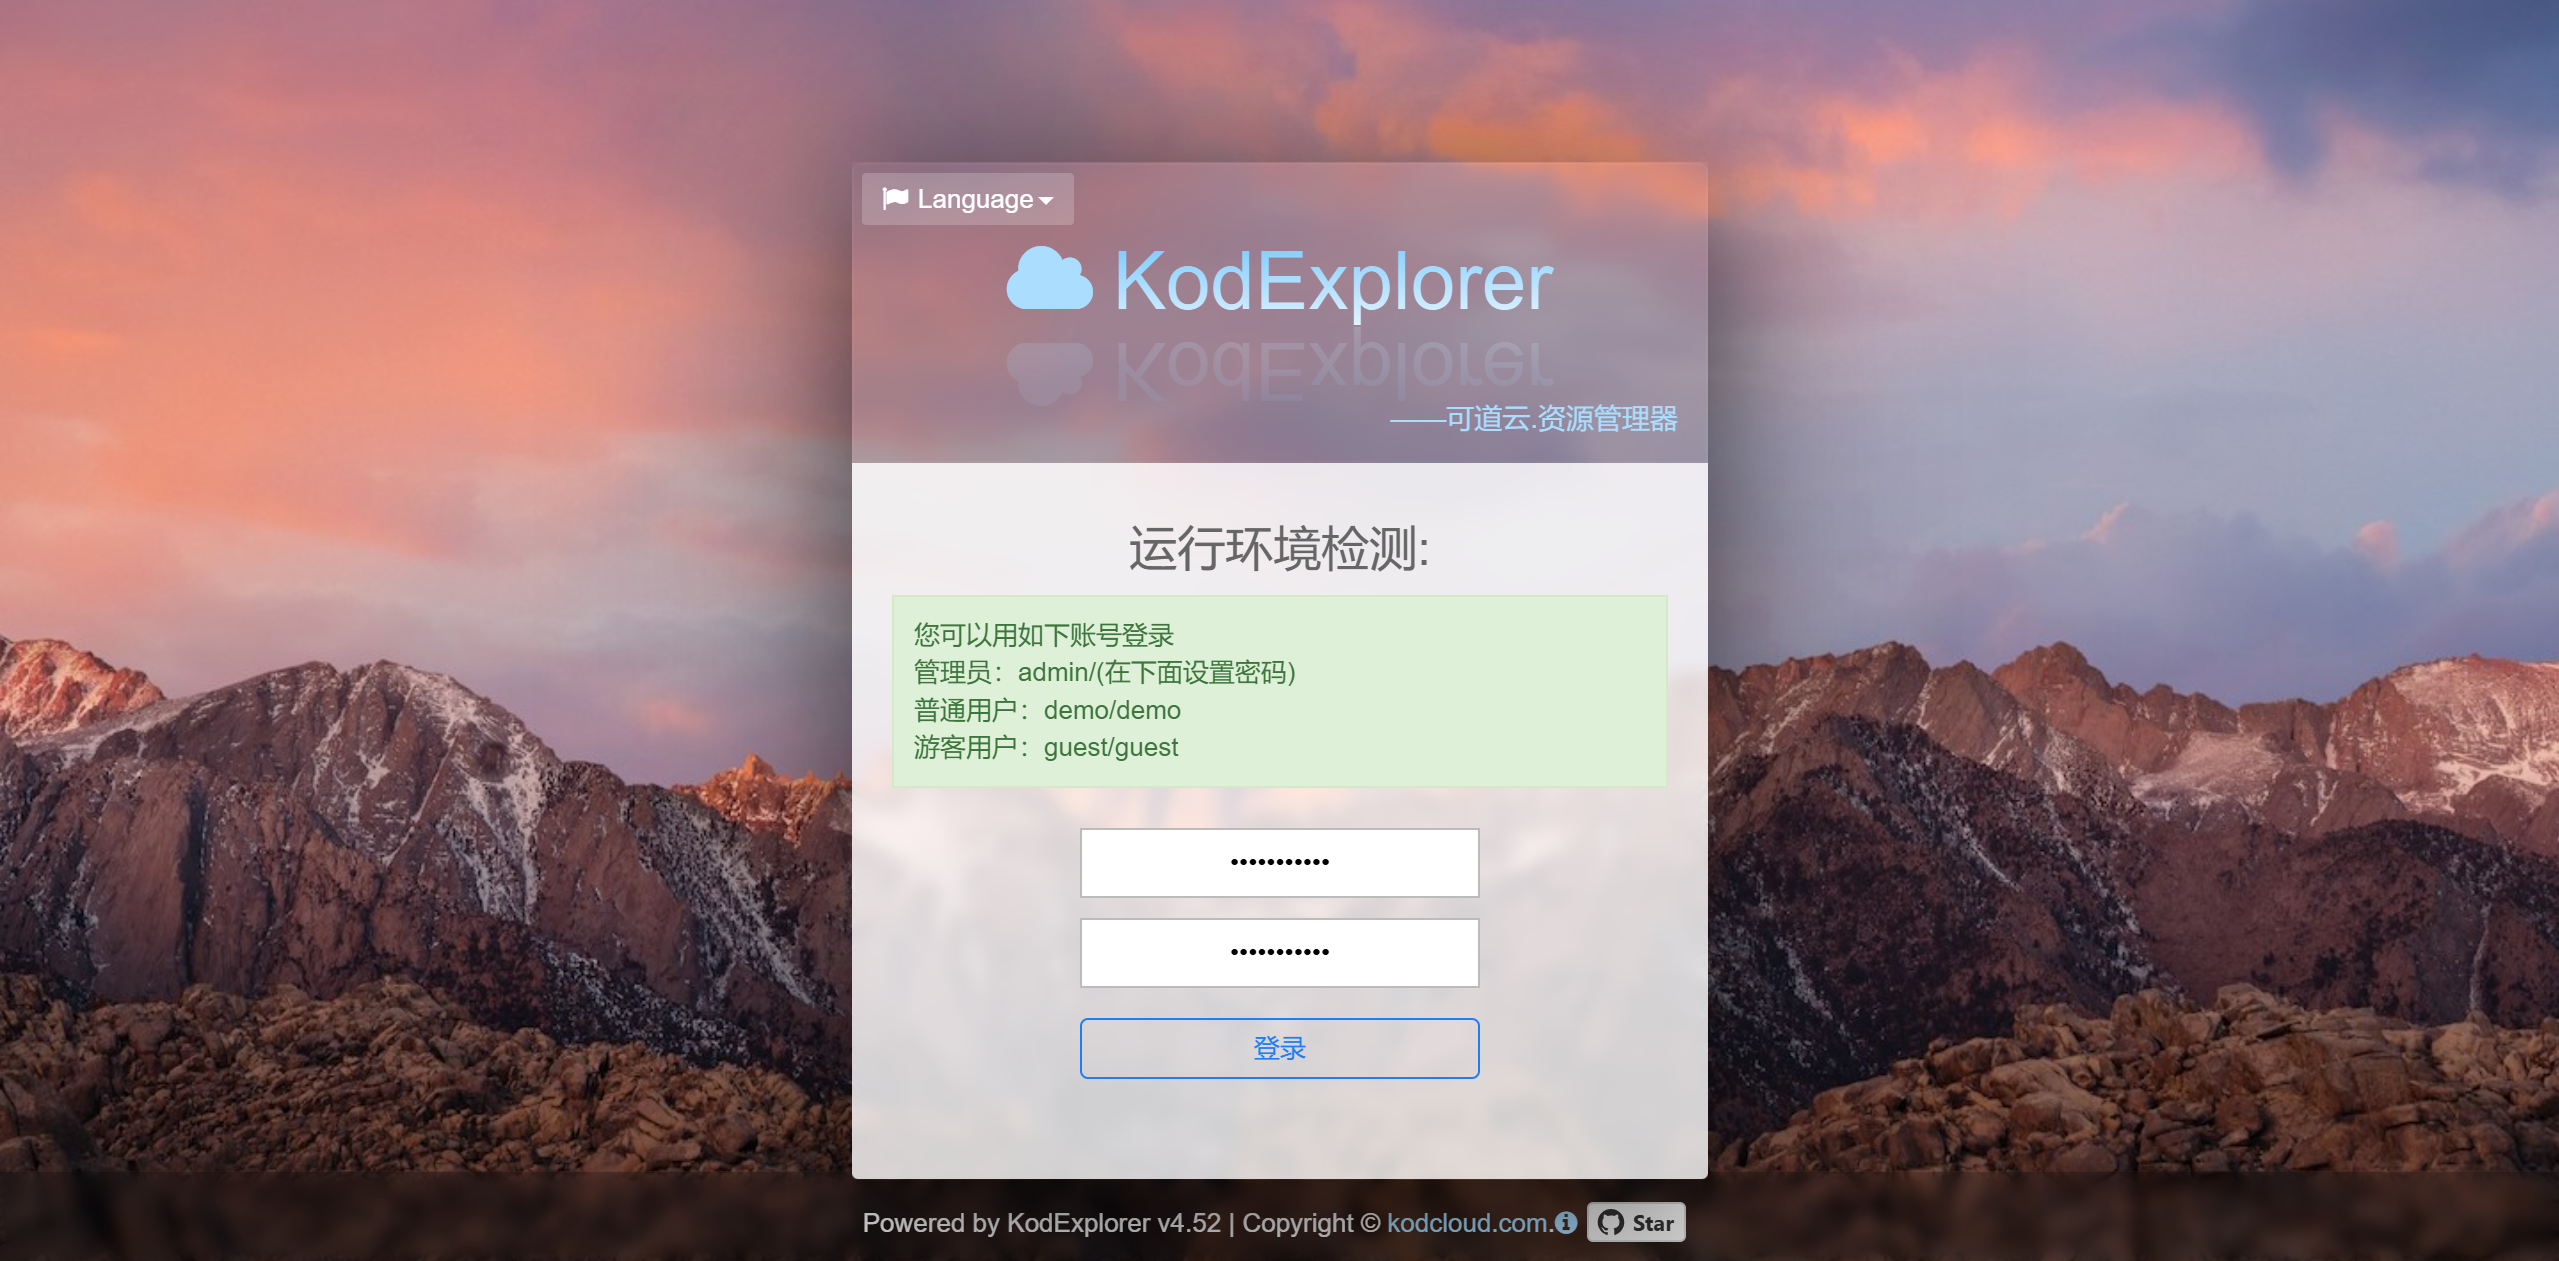 Language
KodExplorer
——可道云.资源管理器
运行环境检测:
您可以用如下账号登录
管理员：admin/(在下面设置密码)
普通用户：demo/demo
游客用户：guest/guest
•••••••••••
•••••••••••
登录
Powered by KodExplorer v4.52 | Copyright © kodcloud.com. Star